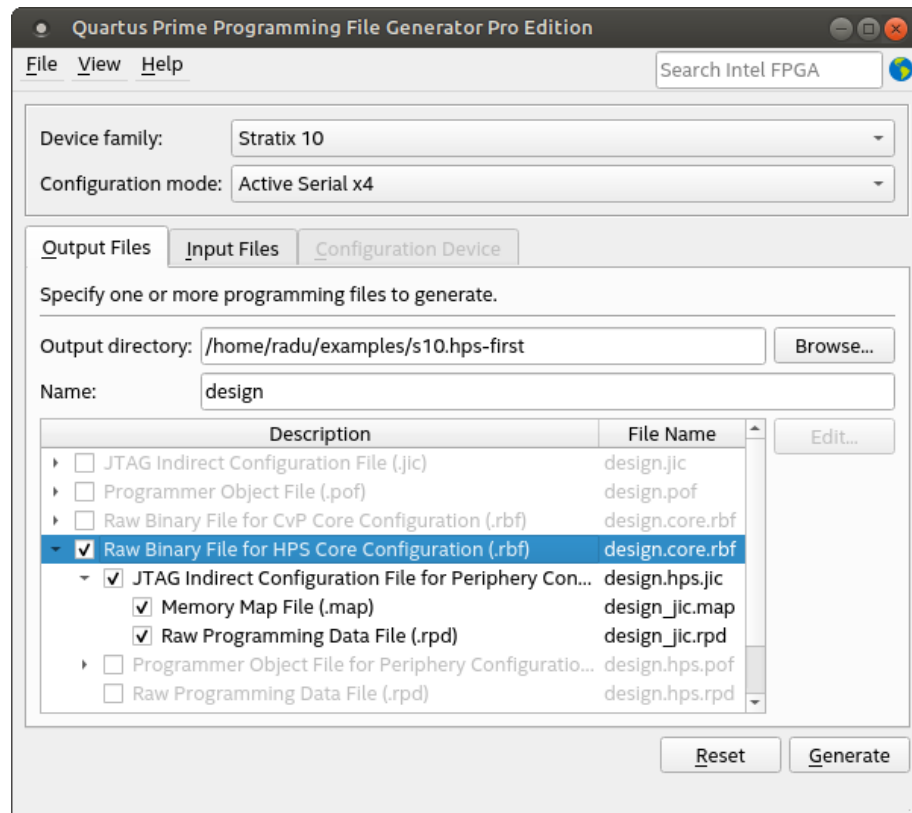 Quartus Prime Programming File Generator Pro Edition
File View Help Search Intel FPGA
Device family: Stratix 10
Configuration mode: Active Serial x4
Output Files Input Files Configuration Device
Specify one or more programming files to generate.
Output directory: /home/radu/examples/s10.hps-first Browse...
Name: design
Description File Name Edit...
JTAG Indirect Configuration File (.jic) design.jic
Programmer Object File (.pof) design.pof
Raw Binary File for CvP Core Configuration (.rbf) design.core.rbf
Raw Binary File for HPS Core Configuration (.rbf) design.core.rbf
JTAG Indirect Configuration File for Periphery Con... design.hps.jic
Memory Map File (.map) design_jic.map
Raw Programming Data File (.rpd) design_jic.rpd
Programmer Object File for Periphery Configuratio... design.hps.pof
Raw Programming Data File (.rpd) design.hps.rpd
Reset Generate